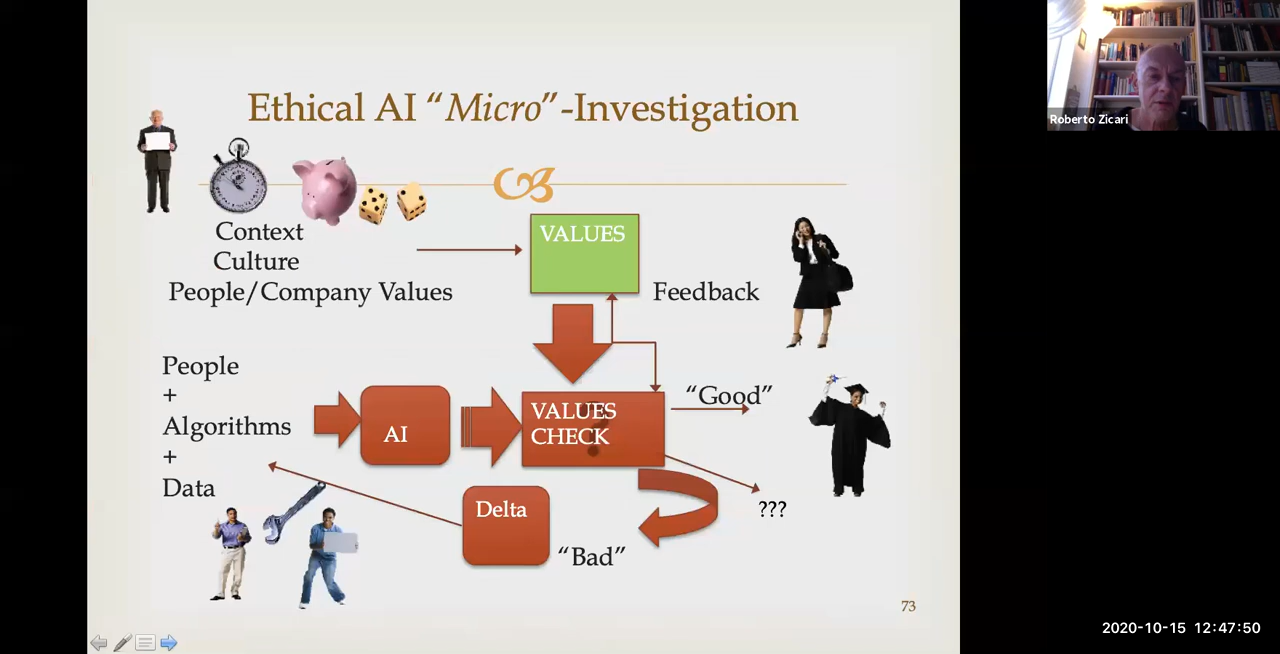 Ethical AI “Micro”-Investigation
Roberto Zicari
Context
Culture
People/Company Values
VALUES
Feedback
People
+
Algorithms
+
Data
AI
VALUES
CHECK
?
“Good”
???
Delta
“Bad”
73
2020-10-15 12:47:50